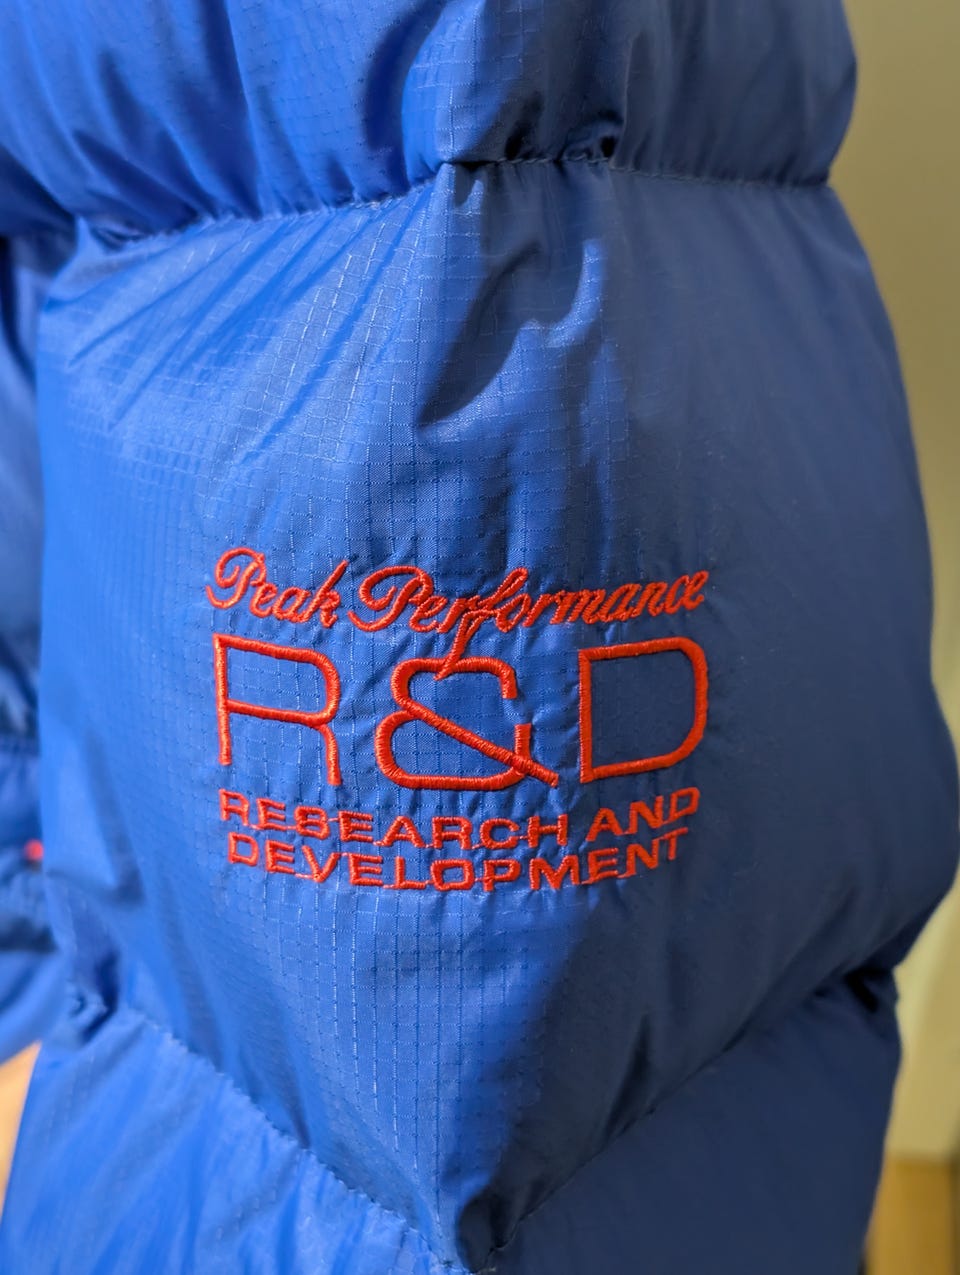 Peak Performance
R&D
RESEARCH AND
DEVELOPMENT